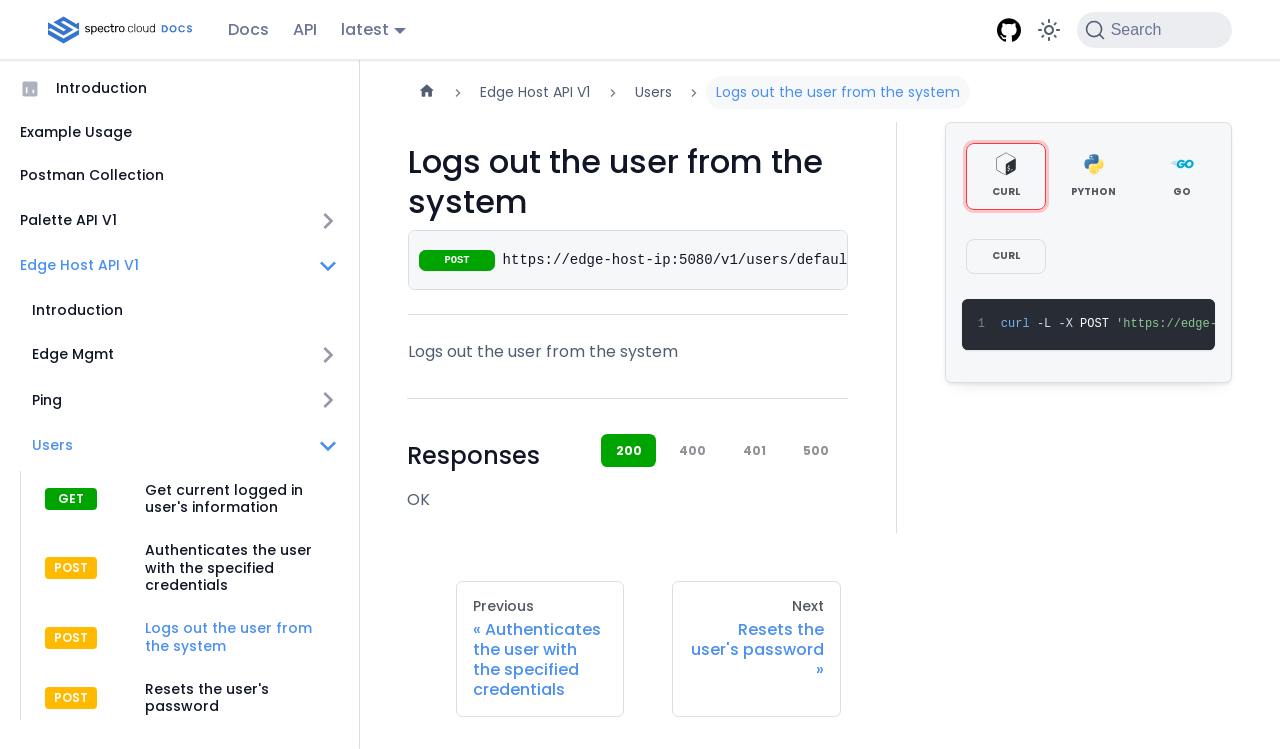 spectro cloud DOCS
Docs
API
latest
Search
Introduction
Example Usage
Postman Collection
Palette API V1
Edge Host API V1
Introduction
Edge Mgmt
Ping
Users
GET
Get current logged in
user's information
POST
Authenticates the user
with the specified
credentials
POST
Logs out the user from
the system
POST
Resets the user's
password
Edge Host API V1
Users
Logs out the user from the system
Logs out the user from the
system
POST https://edge-host-ip:5080/v1/users/defaul
Logs out the user from the system
Responses
200
400
401
500
OK
Previous
« Authenticates
the user with
the specified
credentials
Next
Resets the
user's password
»
CURL
PYTHON
GO
CURL
1 curl -L -X POST 'https://edge-